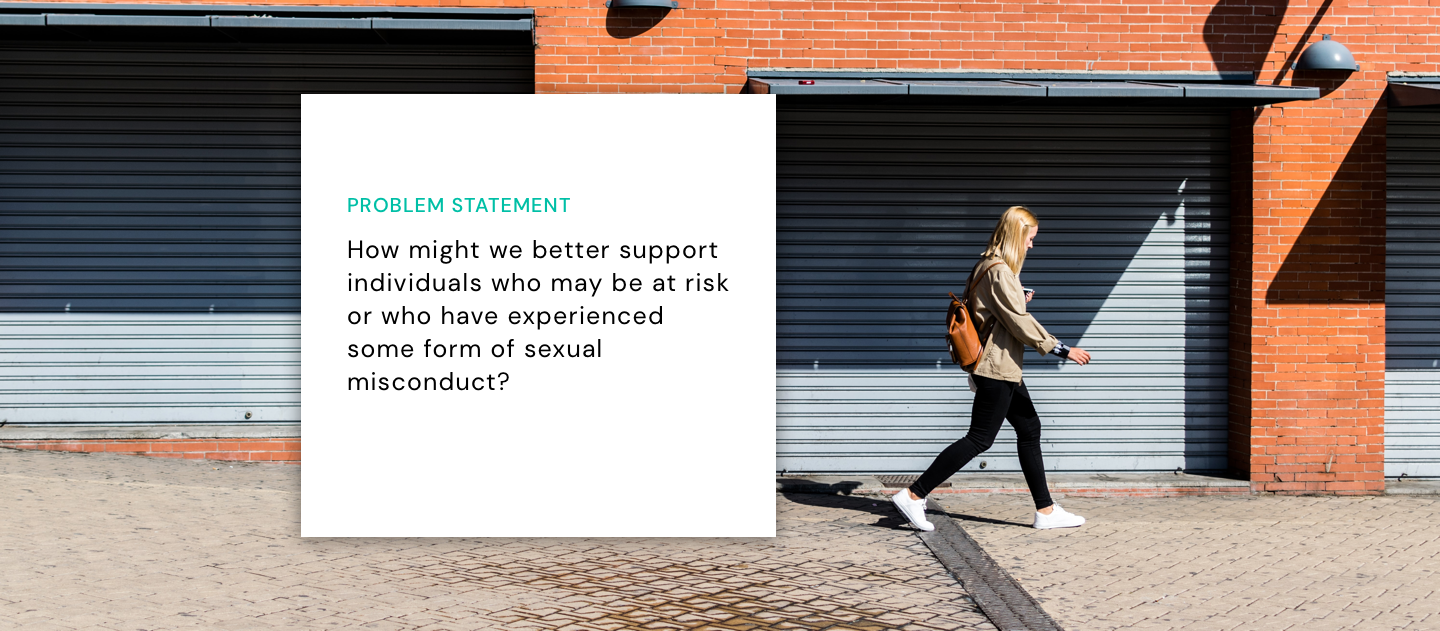 PROBLEM STATEMENT
How might we better support
individuals who may be at risk
or who have experienced
some form of sexual
misconduct?